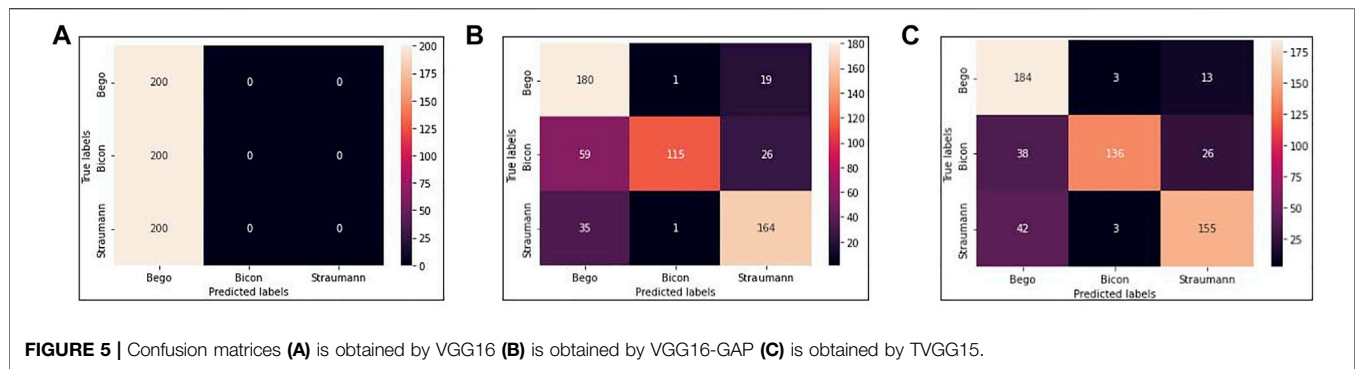 A
Bego
Bicon
Straumann
True labels
200 0 0
200 0 0
200 0 0
Bego Bicon Straumann
Predicted labels
200
175
150
125
100
75
50
25
0
B
Bego
Bicon
Straumann
True labels
180 1 19
59 115 26
35 1 164
Bego Bicon Straumann
Predicted labels
180
160
140
120
100
80
60
40
20
C
Bego
Bicon
Straumann
True labels
184 3 13
38 136 26
42 3 155
Bego Bicon Straumann
Predicted labels
175
150
125
100
75
50
25
FIGURE 5 | Confusion matrices (A) is obtained by VGG16 (B) is obtained by VGG16-GAP (C) is obtained by TVGG15.